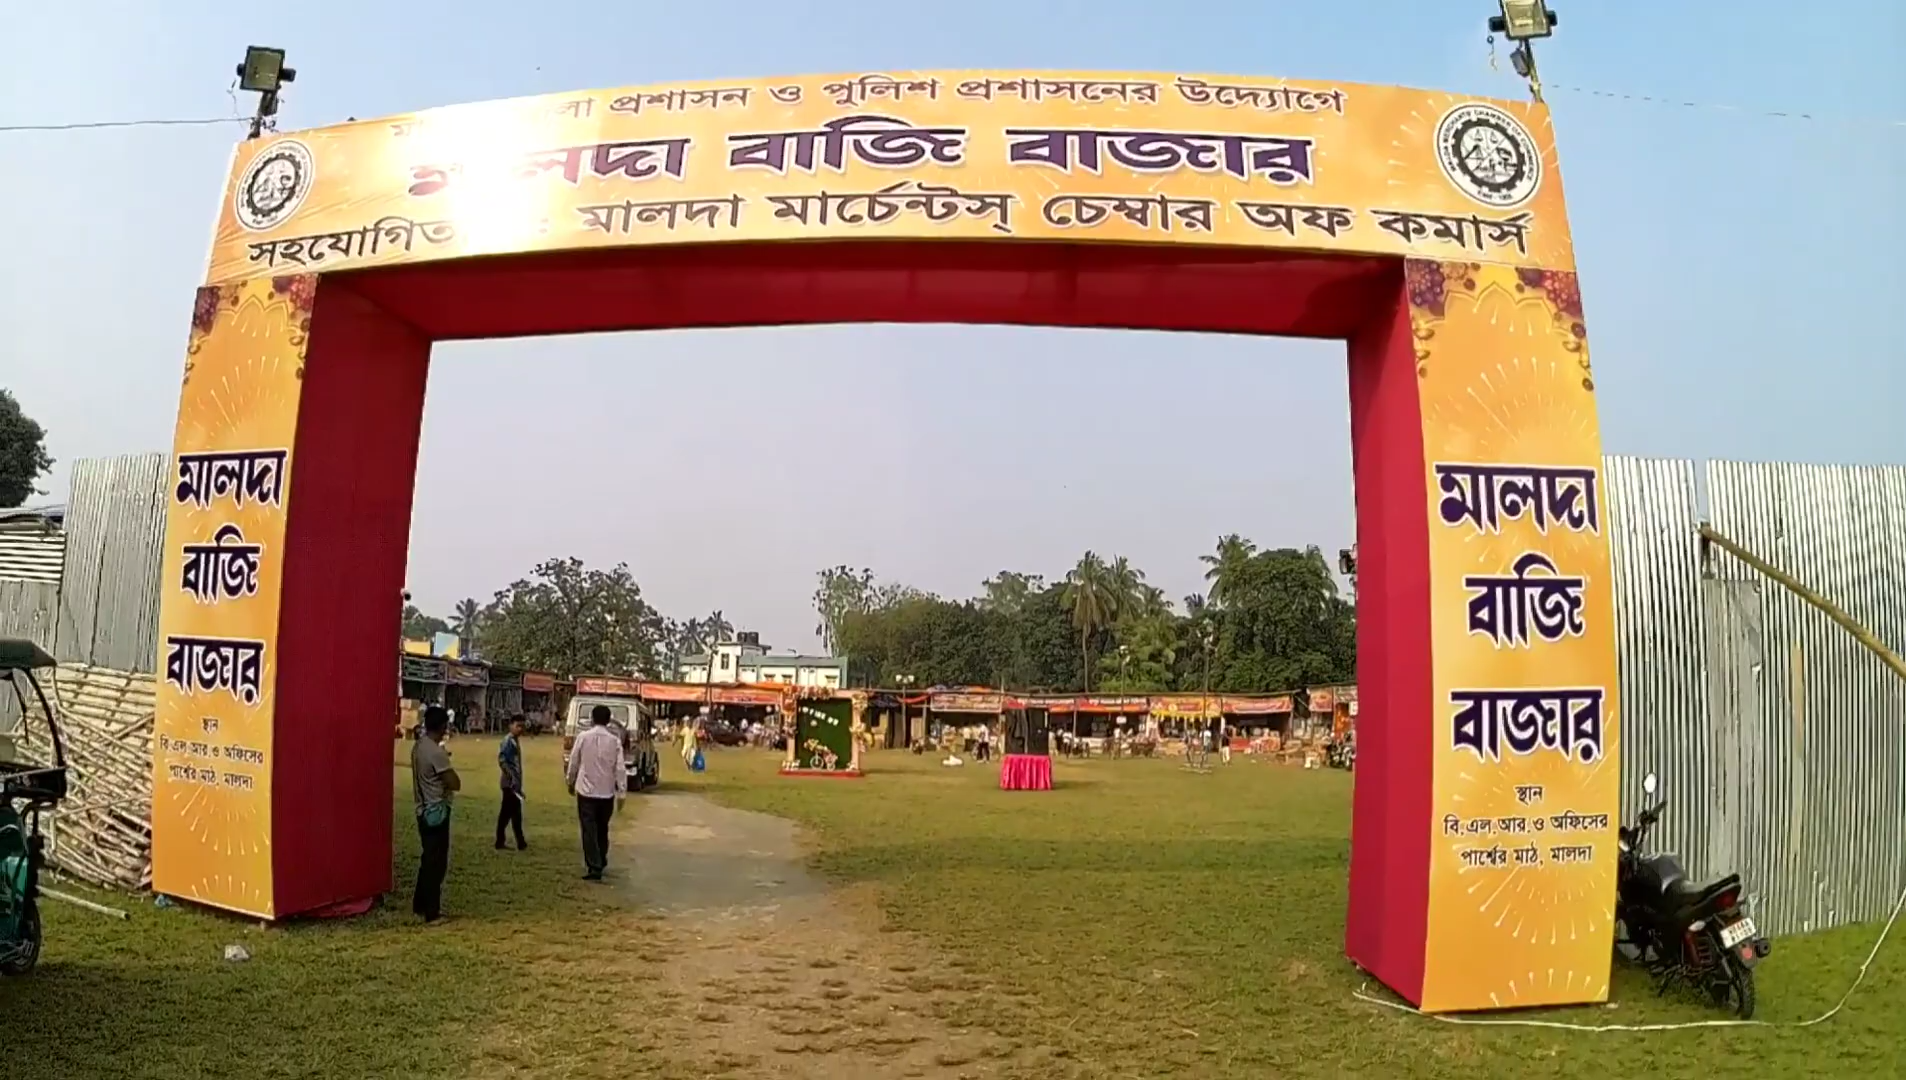 জেলা প্রশাসন ও পুলিশ প্রশাসনের উদ্যোগে
মালদা বাজি বাজার
সহযোগিতায় : মালদা মার্চেন্টস্ চেম্বার অফ কমার্স
মালদা
বাজি
বাজার
স্থান
বি.এল.আর.ও অফিসের
পার্শ্বের মাঠ, মালদা
মালদা
বাজি
বাজার
স্থান
বি.এল.আর.ও অফিসের
পার্শ্বের মাঠ, মালদা